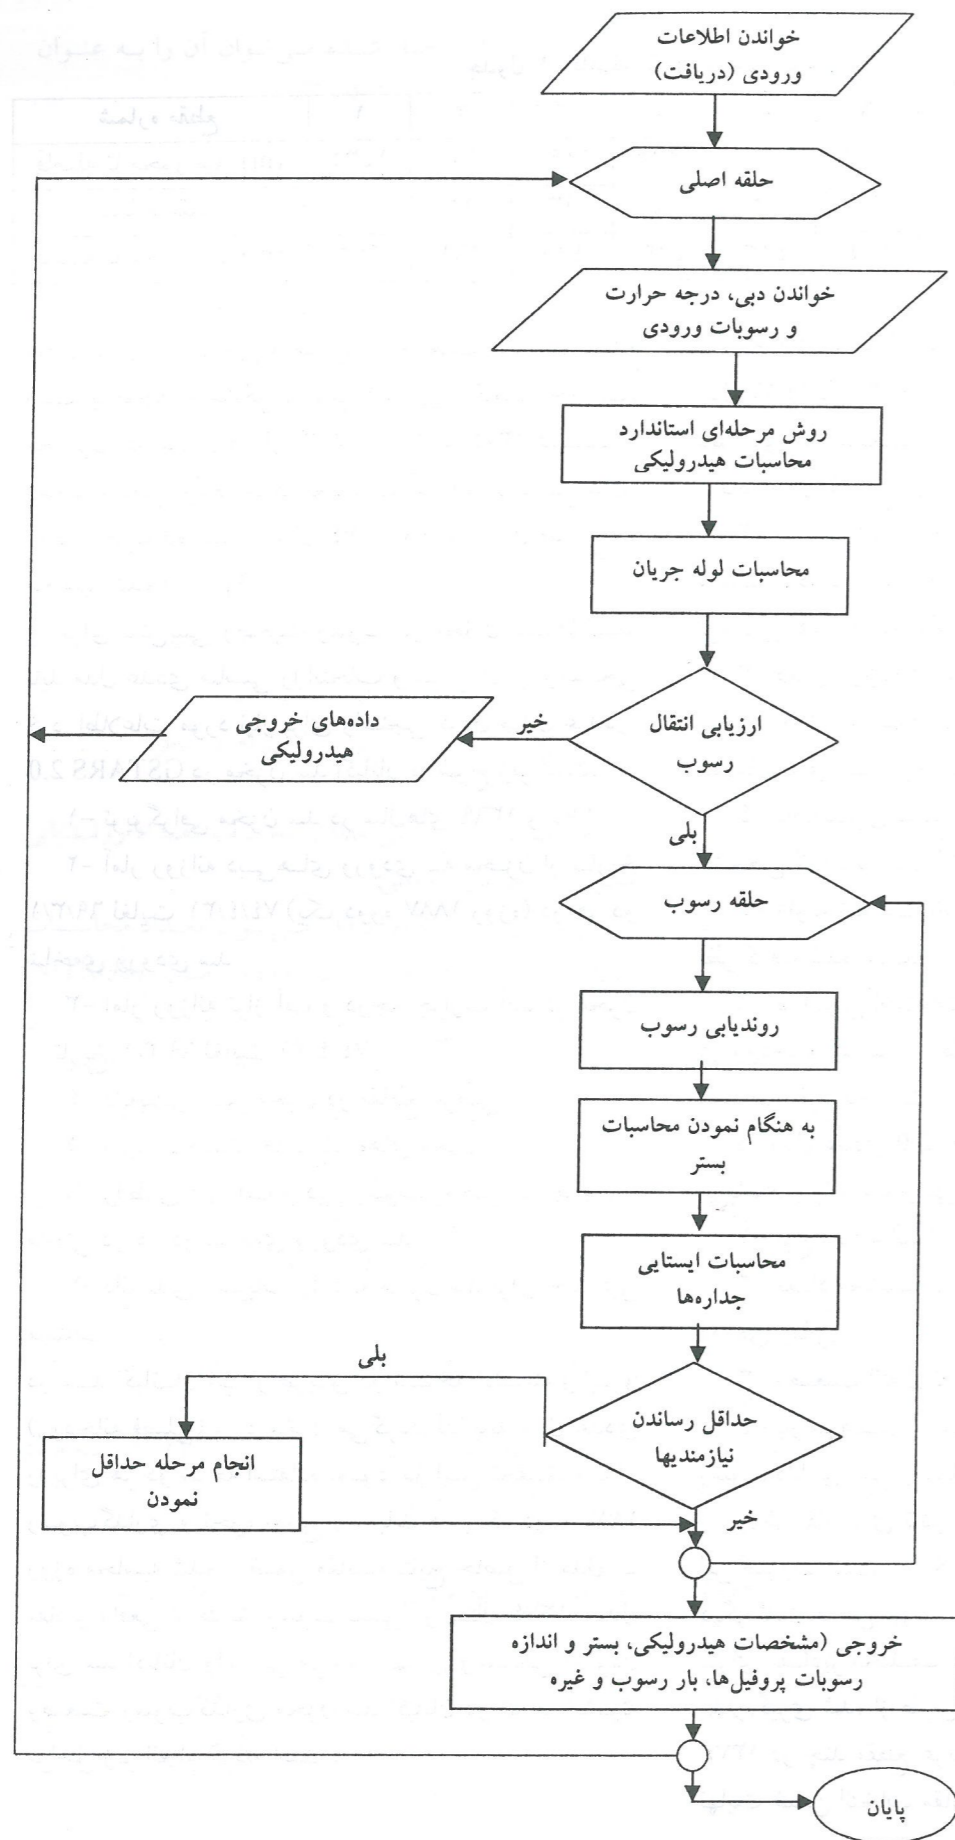 خواندن اطلاعات
ورودی (دریافت)
حلقه اصلی
خواندن دبی، درجه حرارت
و رسوبات ورودی
روش مرحله‌ای استاندارد
محاسبات هیدرولیکی
محاسبات لوله جریان
ارزیابی انتقال
رسوب
خیر
داده‌های خروجی
هیدرولیکی
بلی
حلقه رسوب
روندیابی رسوب
به هنگام نمودن محاسبات
بستر
محاسبات ایستایی
جداره‌ها
بلی
حداقل رساندن
نیازمندیها
انجام مرحله حداقل
نمودن
خیر
خروجی (مشخصات هیدرولیکی، بستر و اندازه
رسوبات پروفیل‌ها، بار رسوب و غیره
پایان